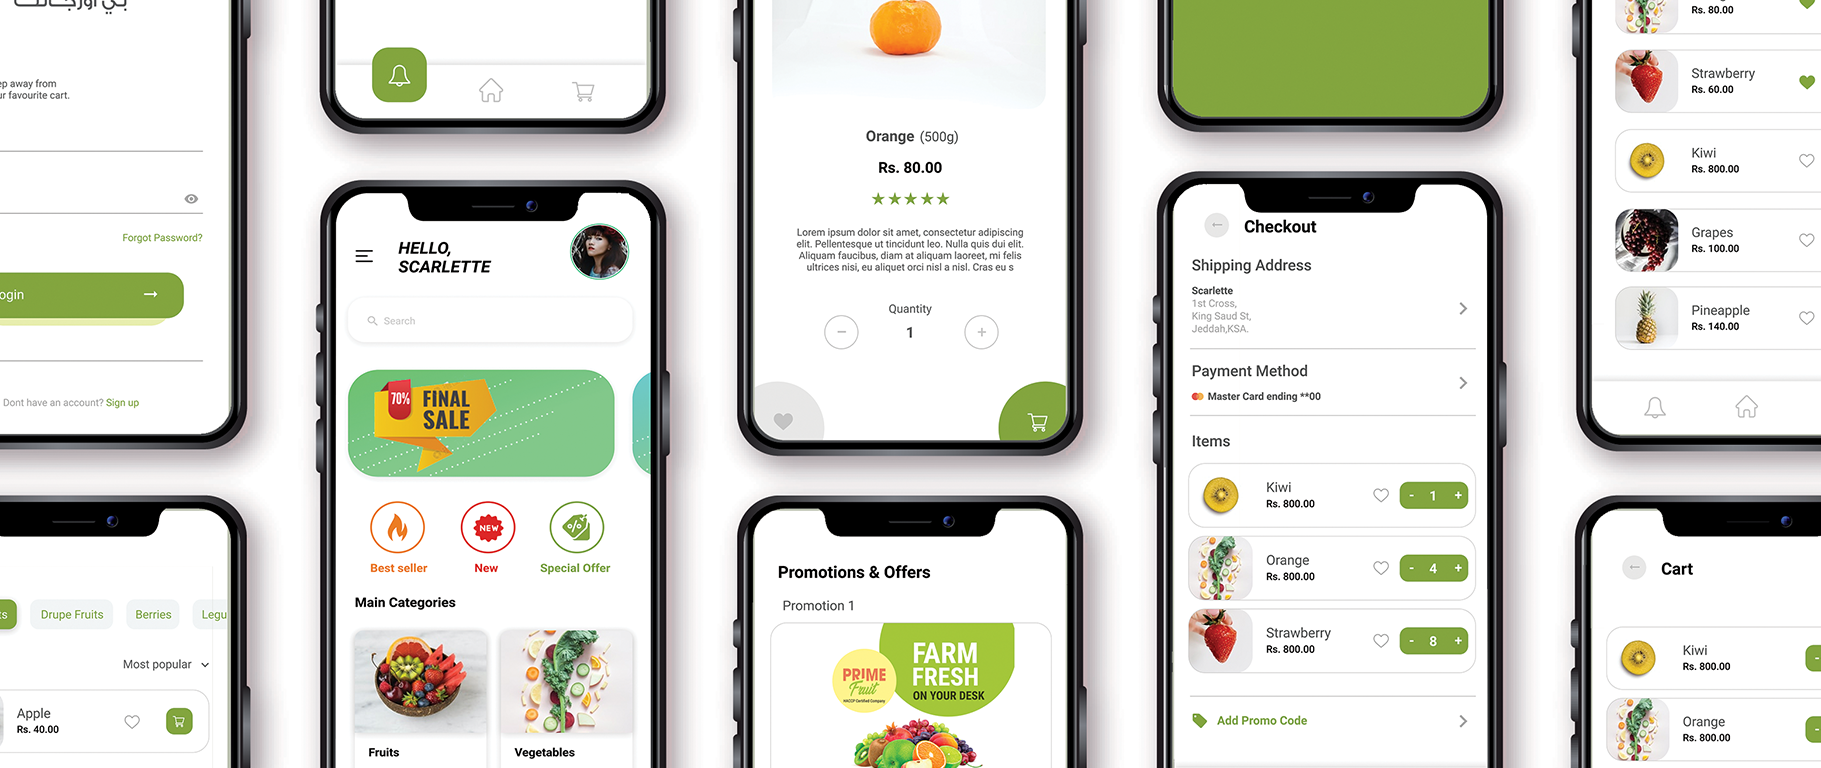 بي اورجانك
ep away from
ur favourite cart.
Forgot Password?
ogin
Dont have an account? Sign up
ts
Drupe Fruits
Berries
Legu
Most popular
Apple
Rs. 40.00
HELLO,
SCARLETTE
Search
70%
FINAL
SALE
NEW
Best seller
New
Special Offer
Main Categories
Fruits
Vegetables
Orange (500g)
Rs. 80.00
Lorem ipsum dolor sit amet, consectetur adipiscing
elit. Pellentesque ut tincidunt leo. Nulla quis dui elit.
Aliquam faucibus, diam at aliquam laoreet, mi felis
ultrices nisi, eu aliquet orci nisl a nisl. Cras eu s
Quantity
− 1 +
Promotions & Offers
Promotion 1
PRIME
Fruit
HACCP Certified Company
FARM
FRESH
ON YOUR DESK
Checkout
Shipping Address
Scarlette
1st Cross,
King Saud St,
Jeddah,KSA.
Payment Method
Master Card ending **00
Items
Kiwi
Rs. 800.00
- 1 +
Orange
Rs. 800.00
- 4 +
Strawberry
Rs. 800.00
- 8 +
Add Promo Code
Rs. 80.00
Strawberry
Rs. 60.00
Kiwi
Rs. 800.00
Grapes
Rs. 100.00
Pineapple
Rs. 140.00
Cart
Kiwi
Rs. 800.00
-
Orange
Rs. 800.00
-